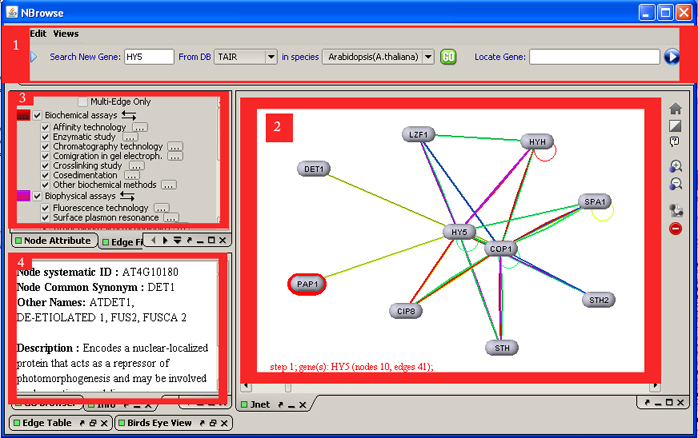 NBrowse
1
Edit Views
Search New Gene: HY5 From DB TAIR in species Arabidopsis(A.thaliana) GO Locate Gene:
3
Multi-Edge Only
Biochemical assays
Affinity technology ...
Enzymatic study ...
Chromatography technology ...
Comigration in gel electroph. ...
Crosslinking study ...
Cosedimentation ...
Other biochemical methods ...
Biophysical assays
Fluorescence technology ...
Surface plasmon resonance ...
Node Attribute Edge Fi
4
Node systematic ID : AT4G10180
Node Common Synonym : DET1
Other Names: ATDET1,
DE-ETIOLATED 1, FUS2, FUSCA 2
Description : Encodes a nuclear-localized
protein that acts as a repressor of
photomorphogenesis and may be involved
Info
Edge Table Birds Eye View
2
LZF1
HYH
DET1
SPA1
HY5
COP1
PAP1
CIP8
STH2
STH
step 1; gene(s): HY5 (nodes 10, edges 41);
Jnet